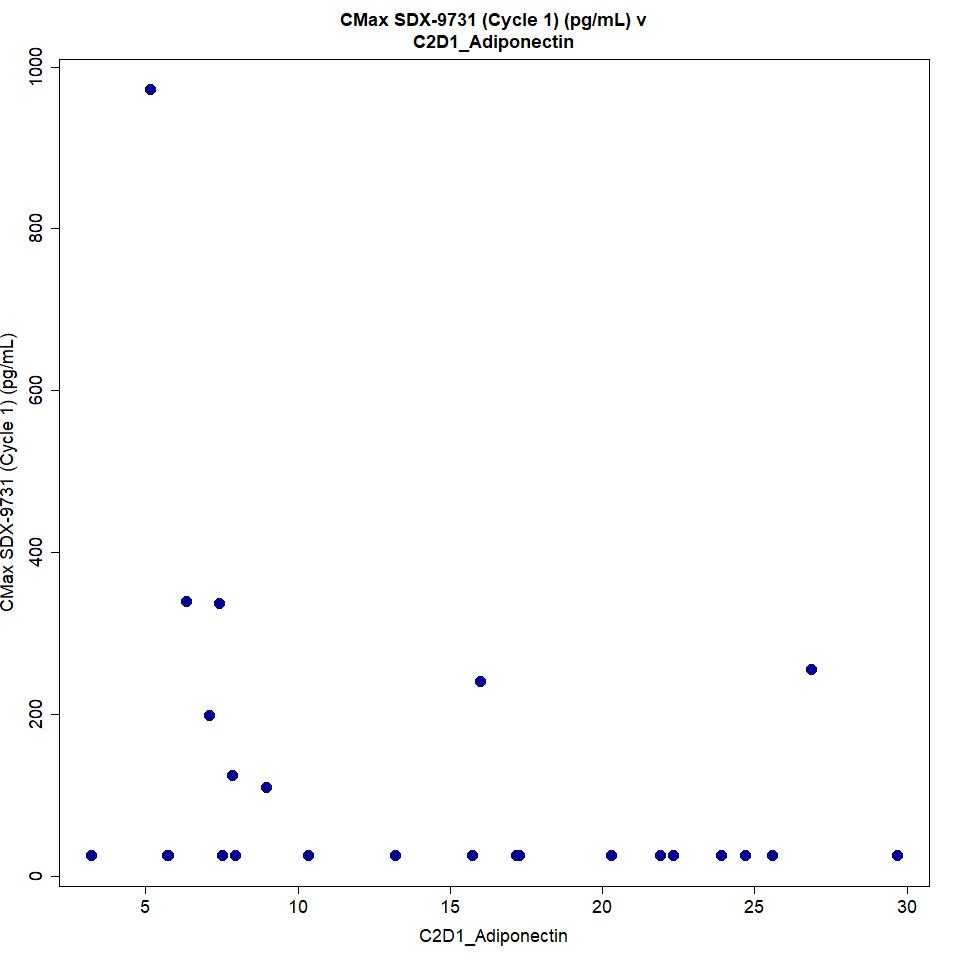 CMax SDX-9731 (Cycle 1) (pg/mL) v
C2D1_Adiponectin
1000
800
600
400
200
0
CMax SDX-9731 (Cycle 1) (pg/mL)
5 10 15 20 25 30
C2D1_Adiponectin